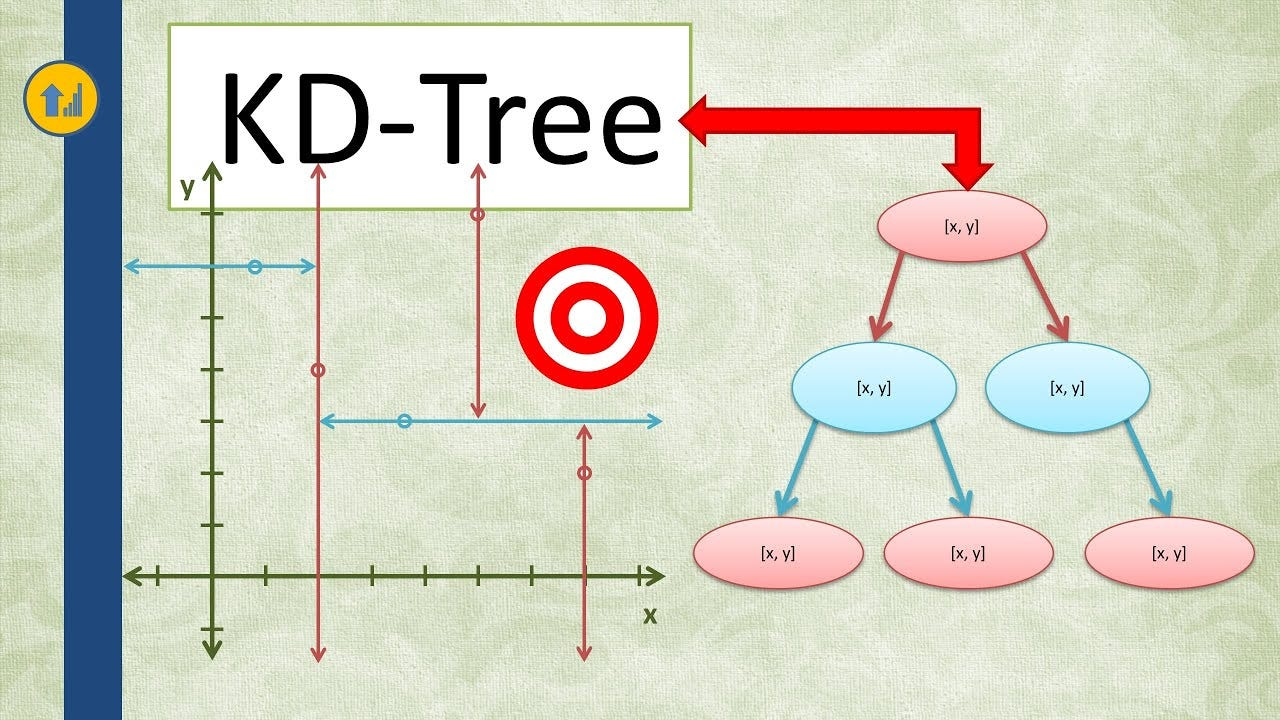 KD-Tree
y
x
[x, y]
[x, y]
[x, y]
[x, y]
[x, y]
[x, y]